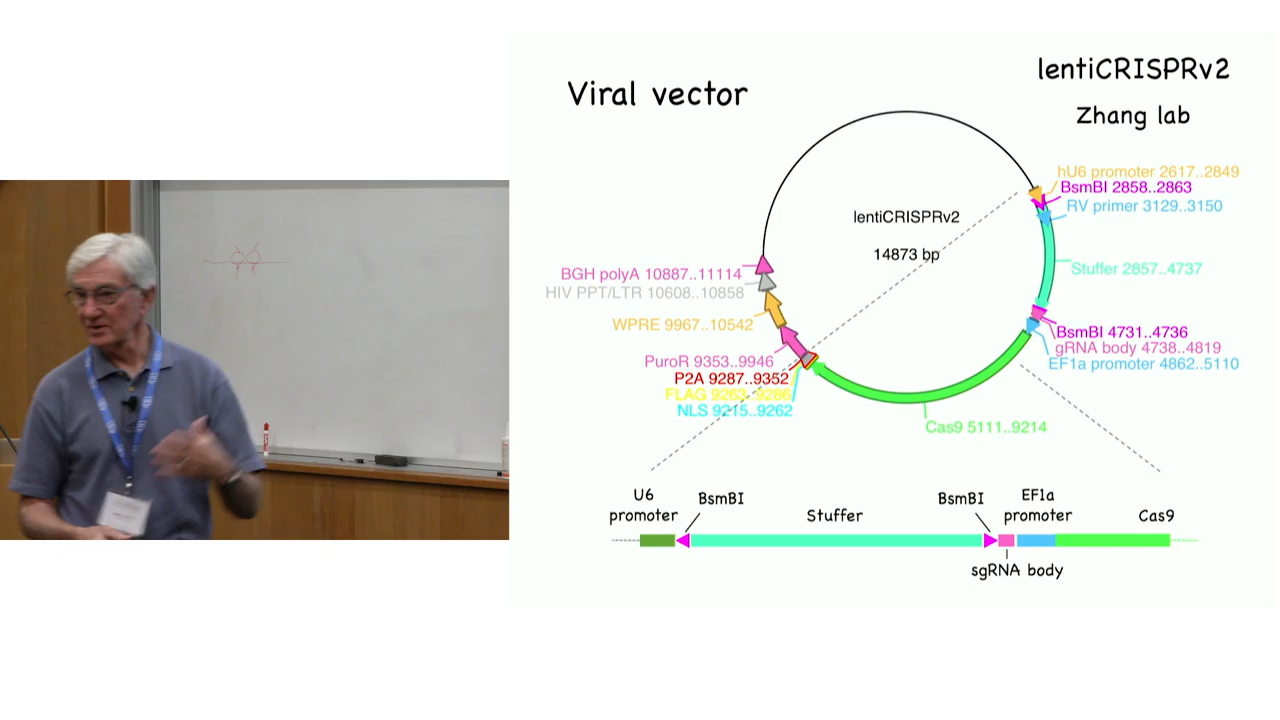 Viral vector
lentiCRISPRv2
Zhang lab
hU6 promoter 2617..2849
BsmBI 2858..2863
RV primer 3129..3150
lentiCRISPRv2
14873 bp
Stuffer 2857..4737
BGH polyA 10887..11114
HIV PPT/LTR 10608..10858
WPRE 9967..10542
BsmBI 4731..4736
gRNA body 4738..4819
EF1a promoter 4862..5110
PuroR 9353..9946
P2A 9287..9352
FLAG 9263..9286
NLS 9215..9262
Cas9 5111..9214
U6
promoter
BsmBI
Stuffer
BsmBI
EF1a
promoter
Cas9
sgRNA body